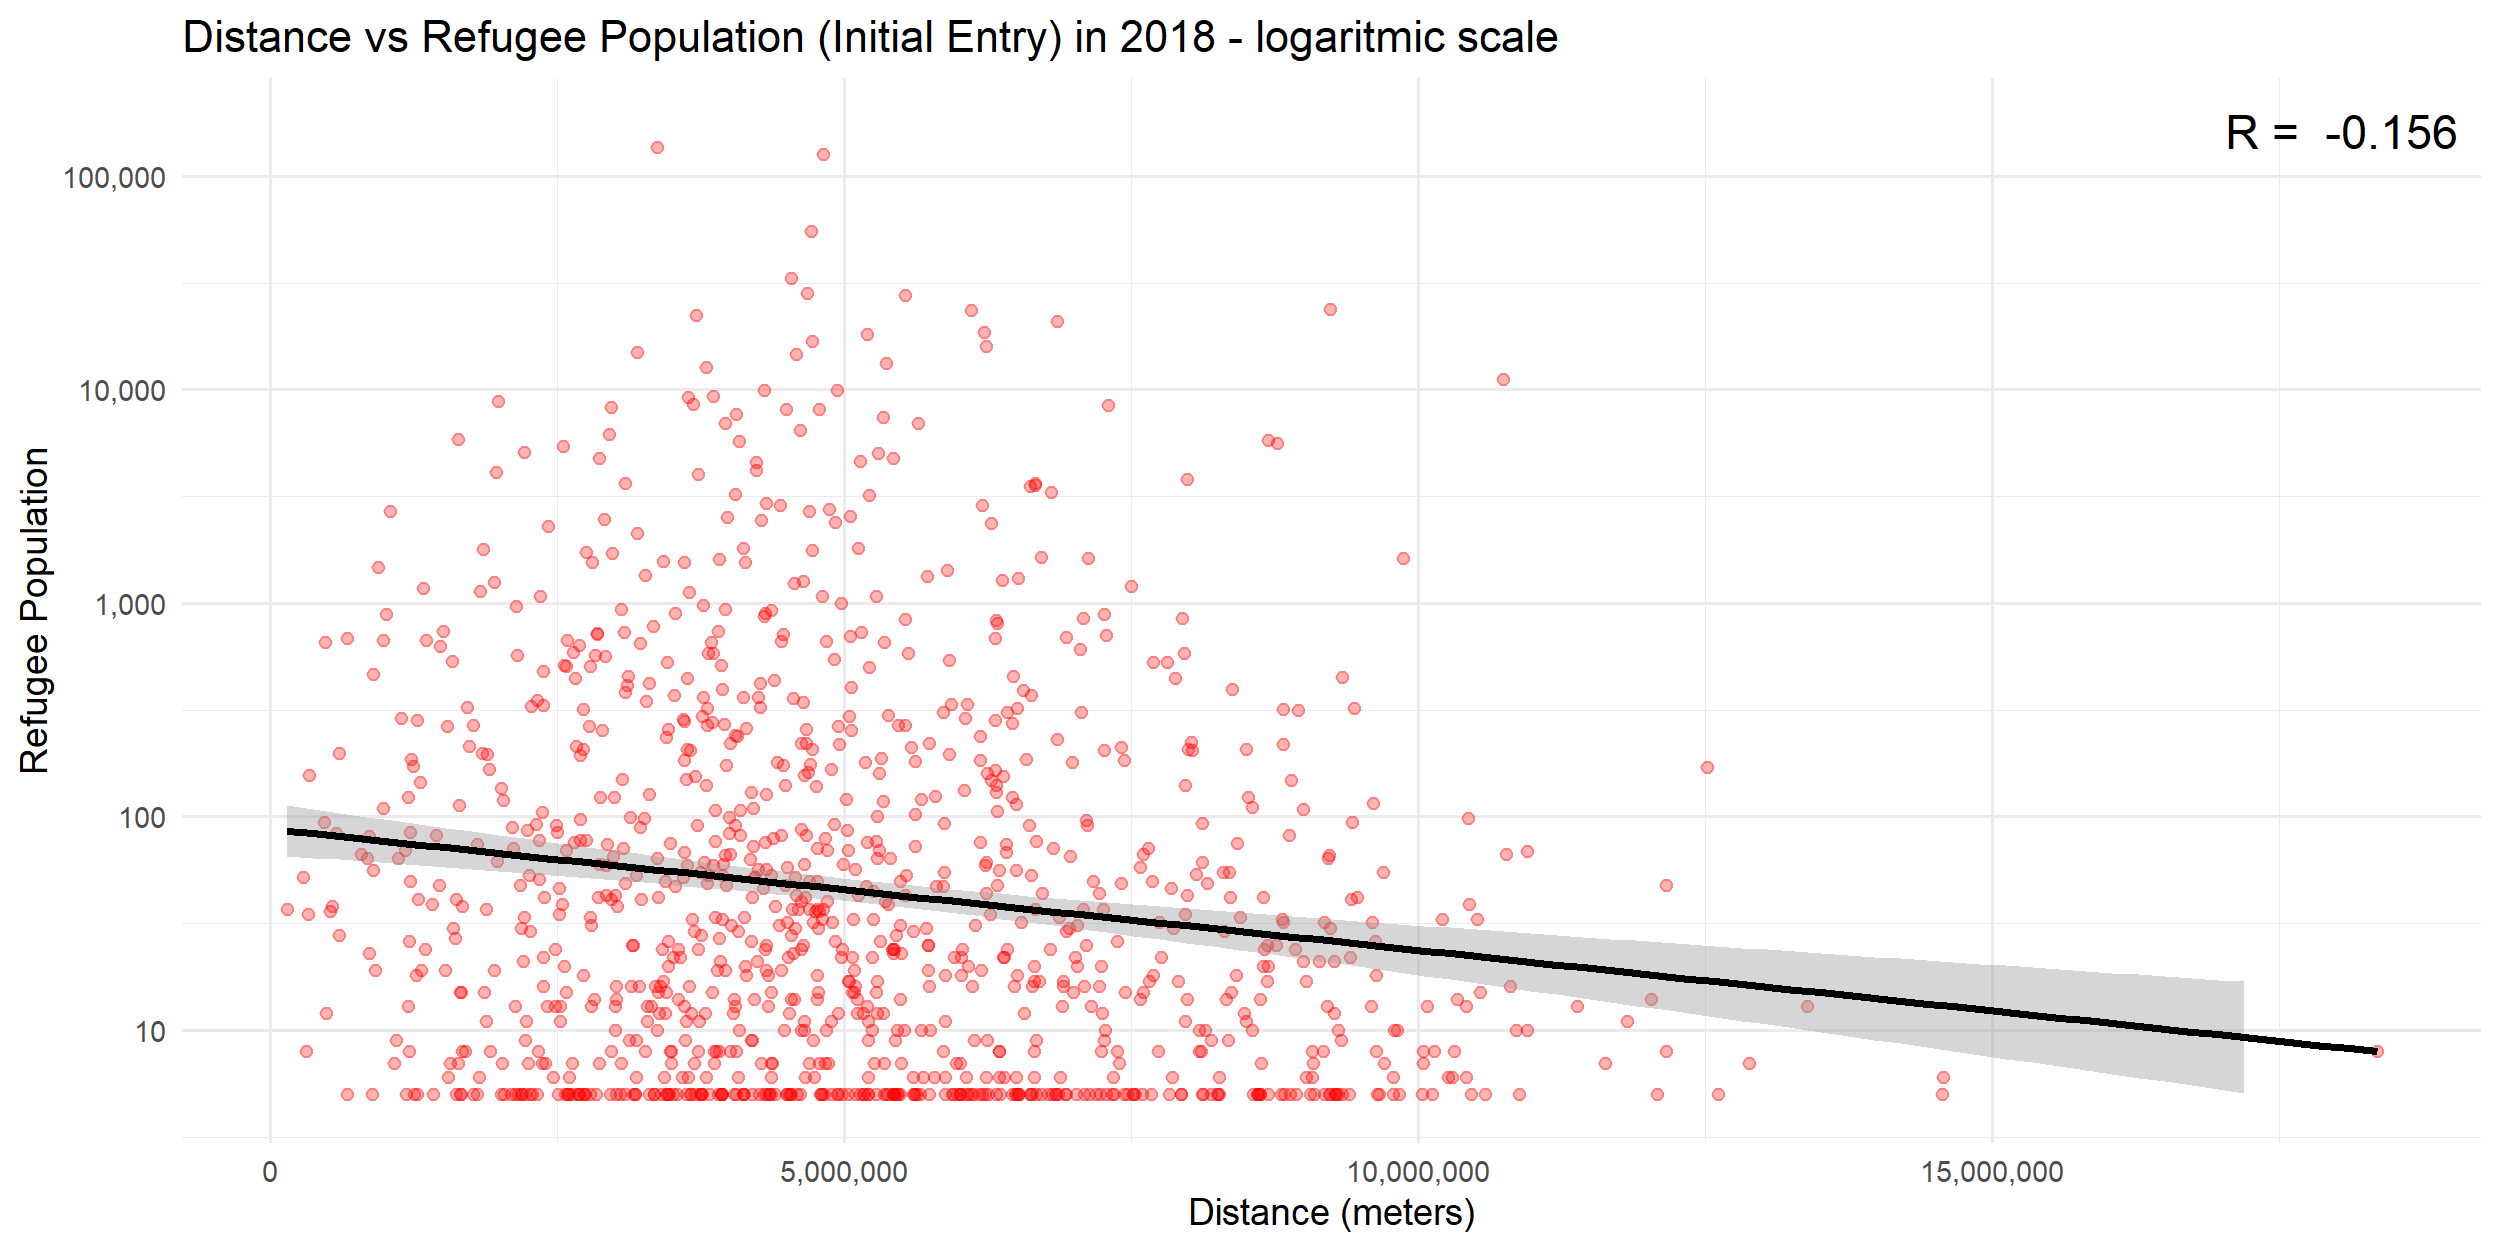 Distance vs Refugee Population (Initial Entry) in 2018 - logaritmic scale
R =  -0.156
Refugee Population
100,000
10,000
1,000
100
10
0
5,000,000
10,000,000
15,000,000
Distance (meters)